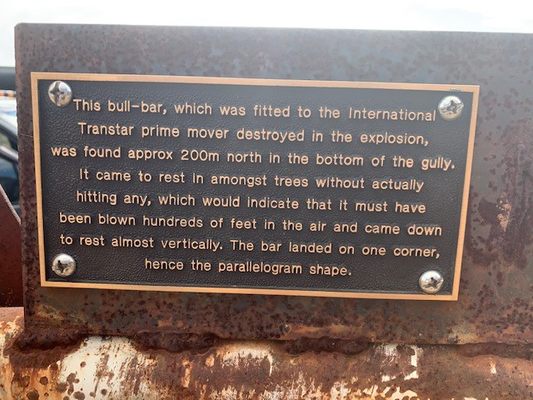 This bull-bar, which was fitted to the International
Transtar prime mover destroyed in the explosion,
was found approx 200m north in the bottom of the gully.
It came to rest in amongst trees without actually
hitting any, which would indicate that it must have
been blown hundreds of feet in the air and came down
to rest almost vertically. The bar landed on one corner,
hence the parallelogram shape.